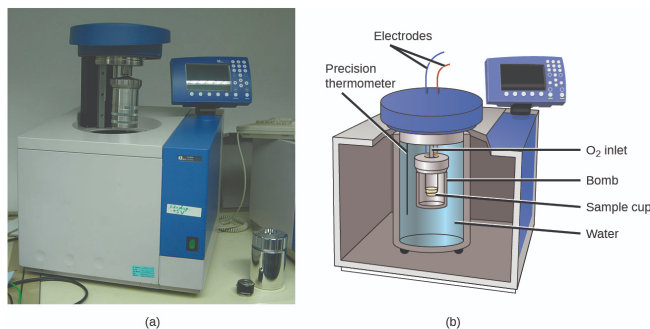 Electrodes
Precision
thermometer
O₂ inlet
Bomb
Sample cup
Water
(a)
(b)